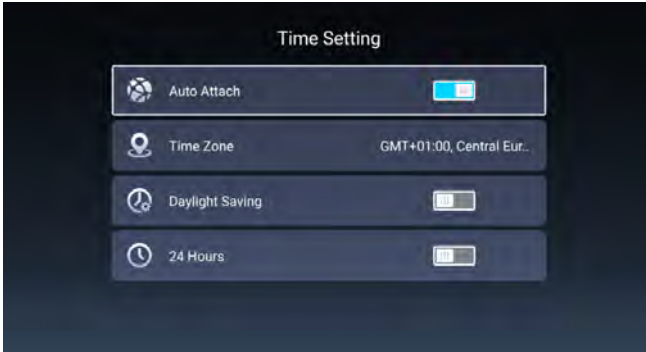 Time Setting
Auto Attach
Time Zone GMT+01:00, Central Eur..
Daylight Saving
24 Hours